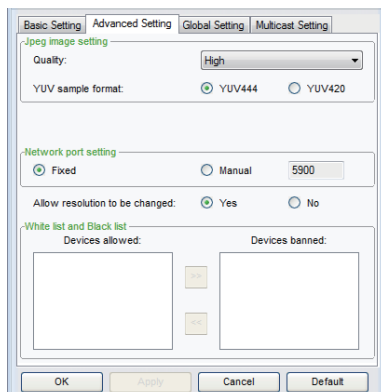 Basic Setting Advanced Setting Global Setting Multicast Setting
Jpeg image setting
Quality: High
YUV sample format: YUV444 YUV420
Network port setting
Fixed Manual 5900
Allow resolution to be changed: Yes No
White list and Black list
Devices allowed: Devices banned:
>>
<<
OK Apply Cancel Default